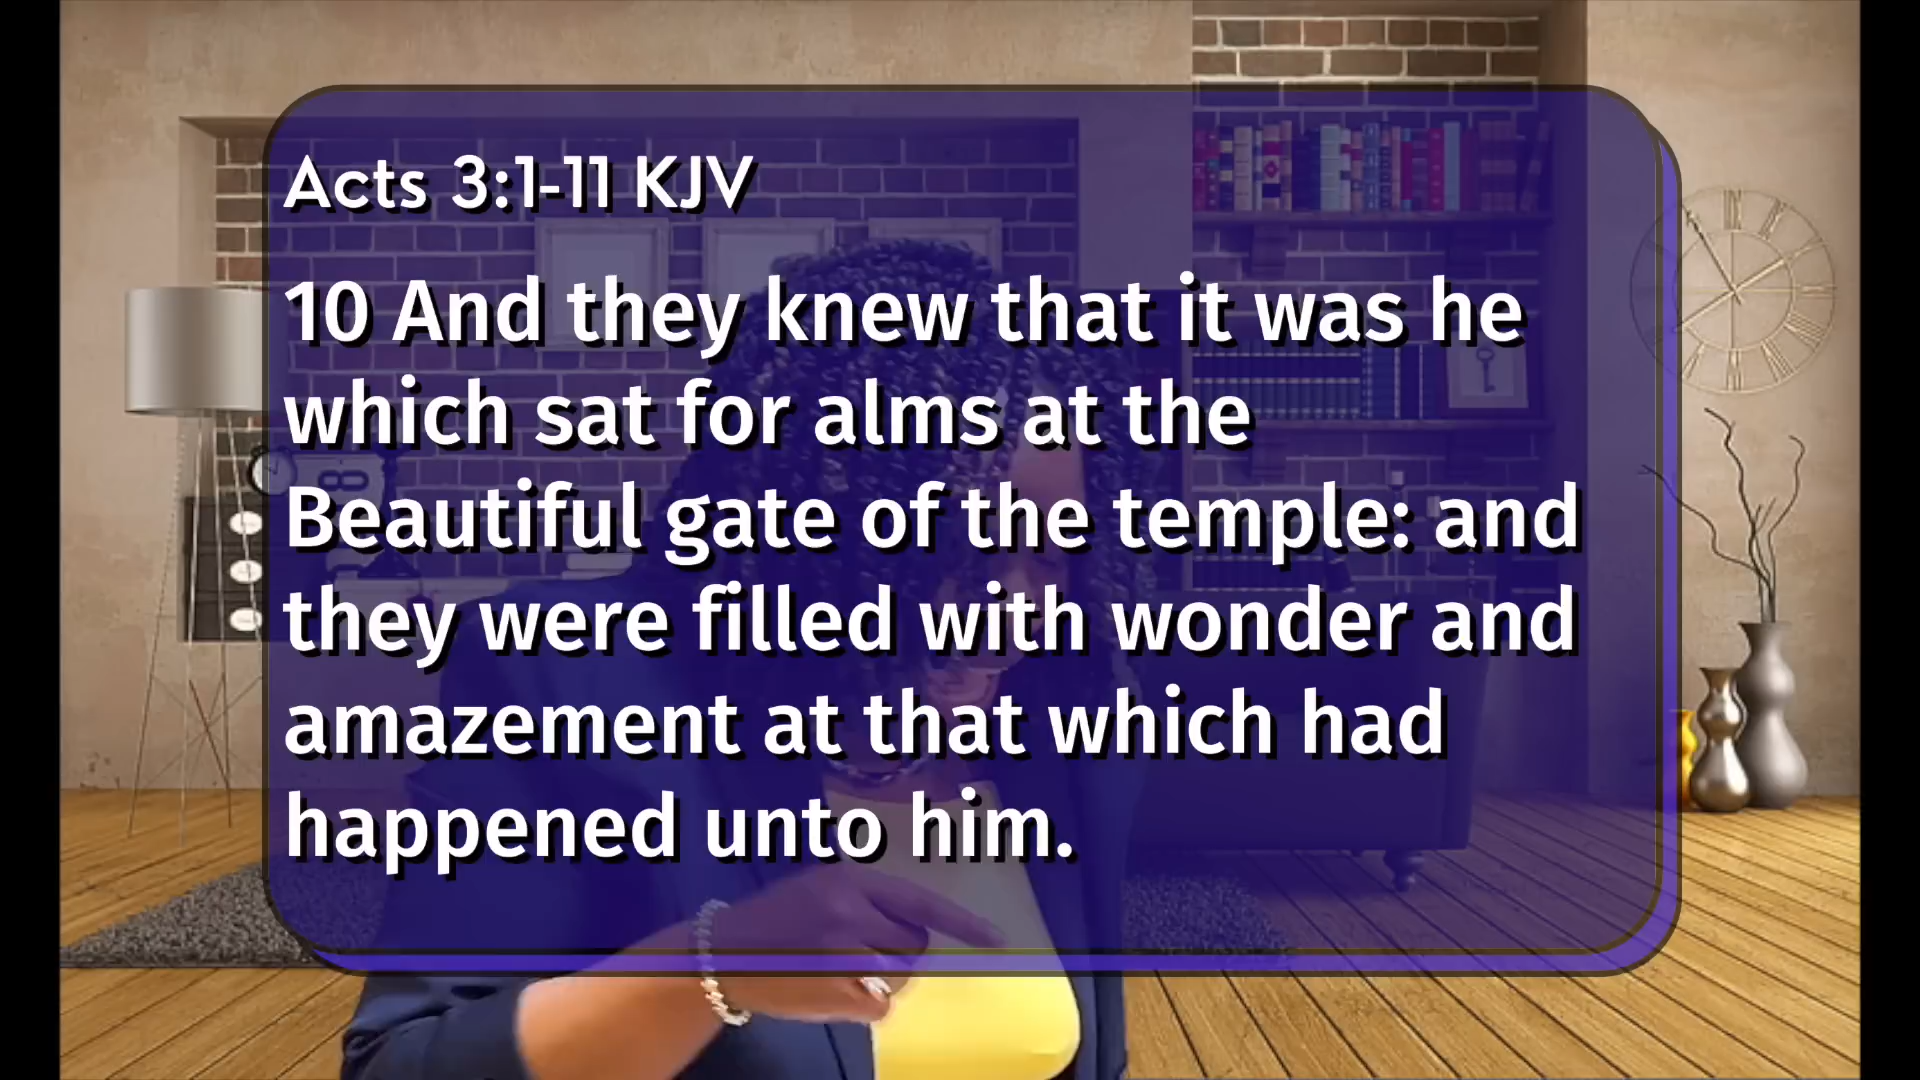 Acts 3:1-11 KJV
10 And they knew that it was he
which sat for alms at the
Beautiful gate of the temple: and
they were filled with wonder and
amazement at that which had
happened unto him.